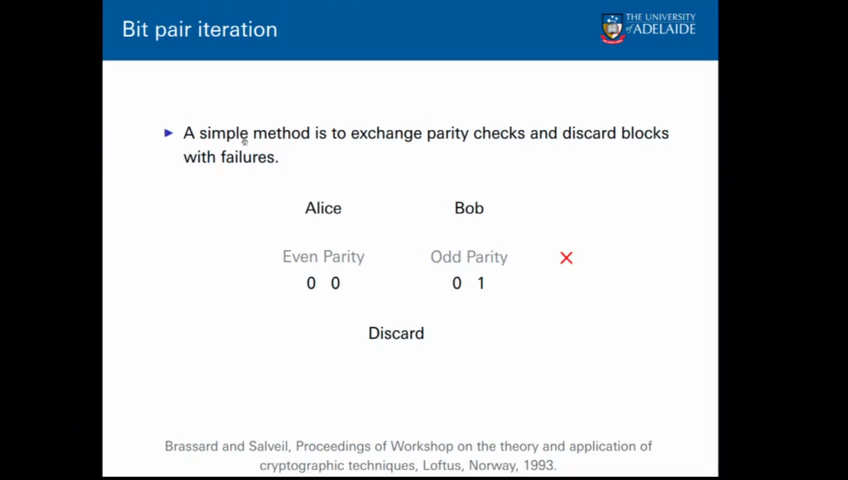 Bit pair iteration
THE UNIVERSITY
of ADELAIDE
A simple method is to exchange parity checks and discard blocks
with failures.
Alice Bob
Even Parity Odd Parity
0 0 0 1
Discard
Brassard and Salveil, Proceedings of Workshop on the theory and application of
cryptographic techniques, Loftus, Norway, 1993.